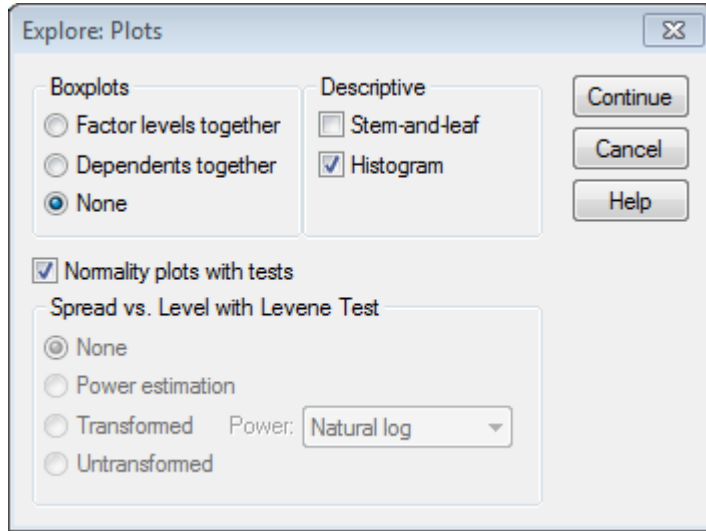 Explore: Plots
Boxplots
Factor levels together
Dependents together
None
Descriptive
Stem-and-leaf
Histogram
Continue
Cancel
Help
Normality plots with tests
Spread vs. Level with Levene Test
None
Power estimation
Transformed Power: Natural log
Untransformed